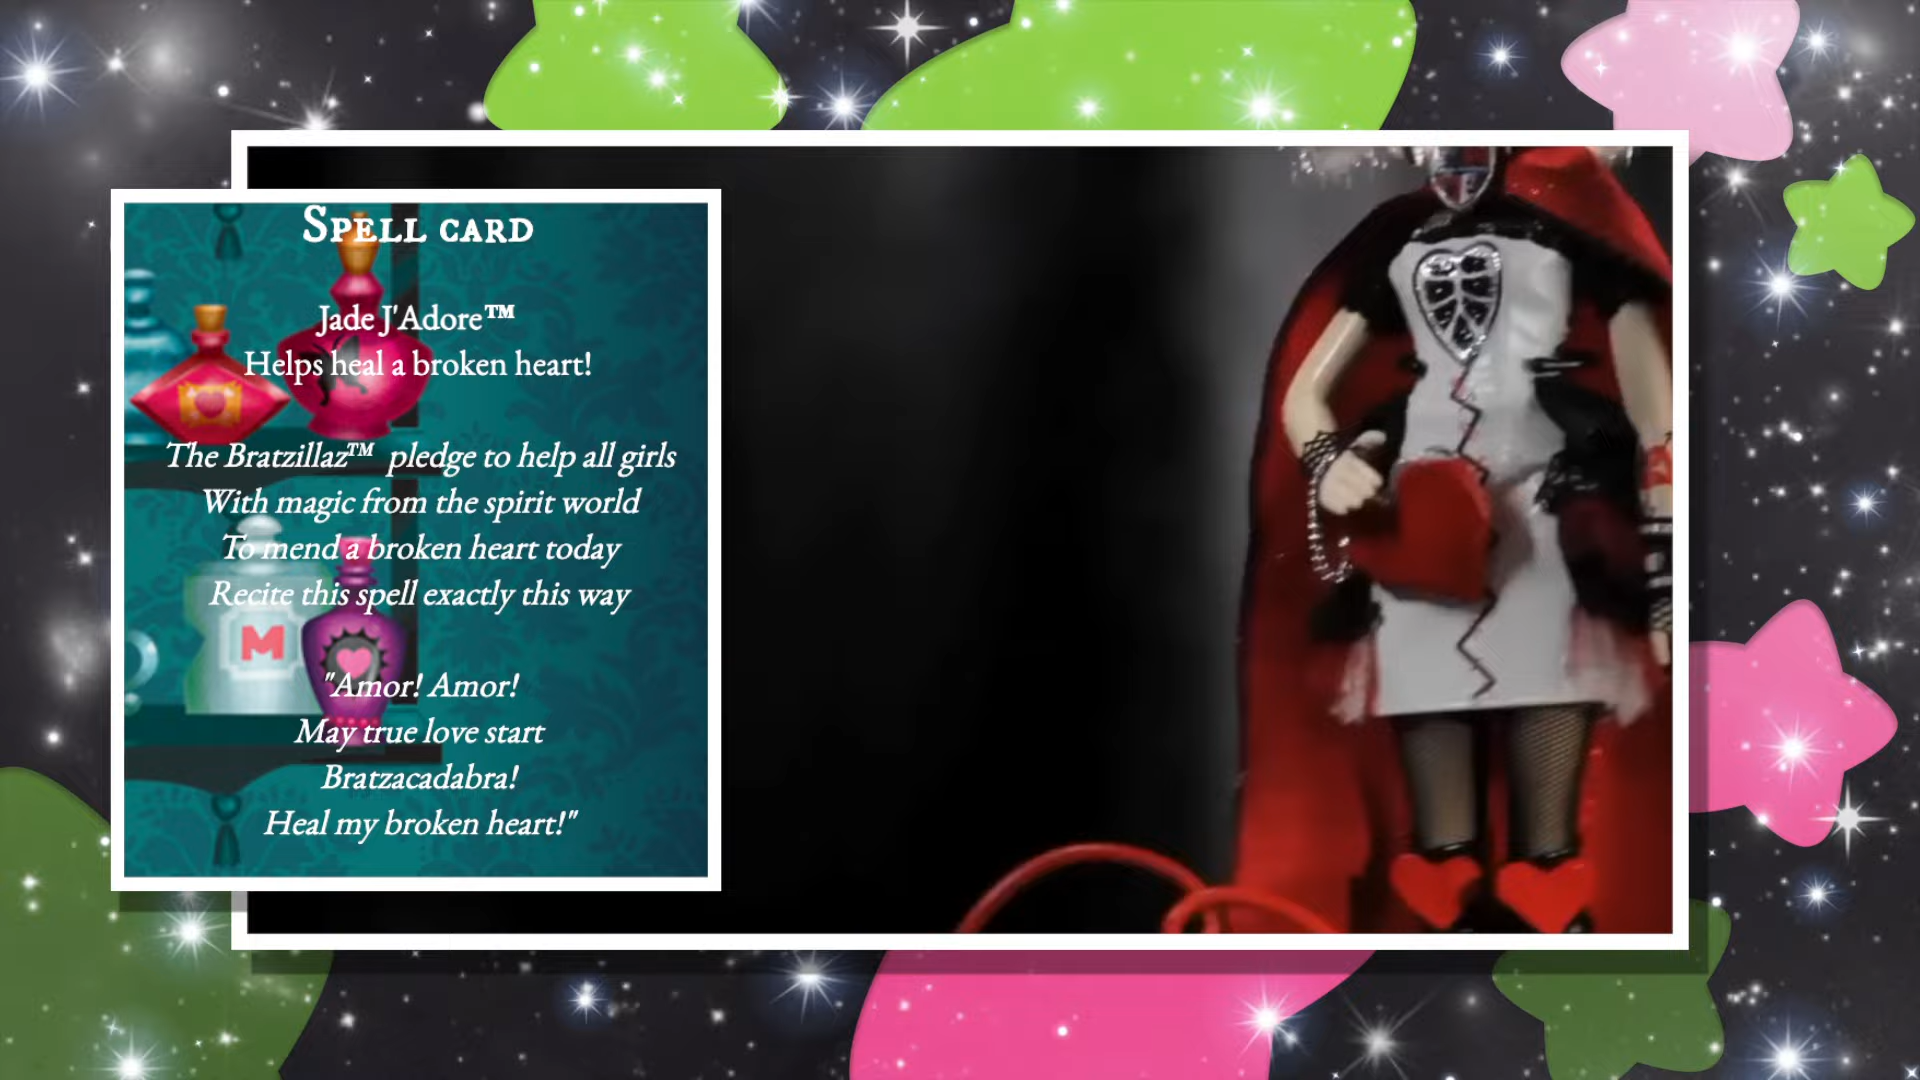 Spell card
Jade J'Adore™
Helps heal a broken heart!
The Bratzillaz™ pledge to help all girls
With magic from the spirit world
To mend a broken heart today
Recite this spell exactly this way
"Amor! Amor!
May true love start
Bratzacadabra!
Heal my broken heart!"
M